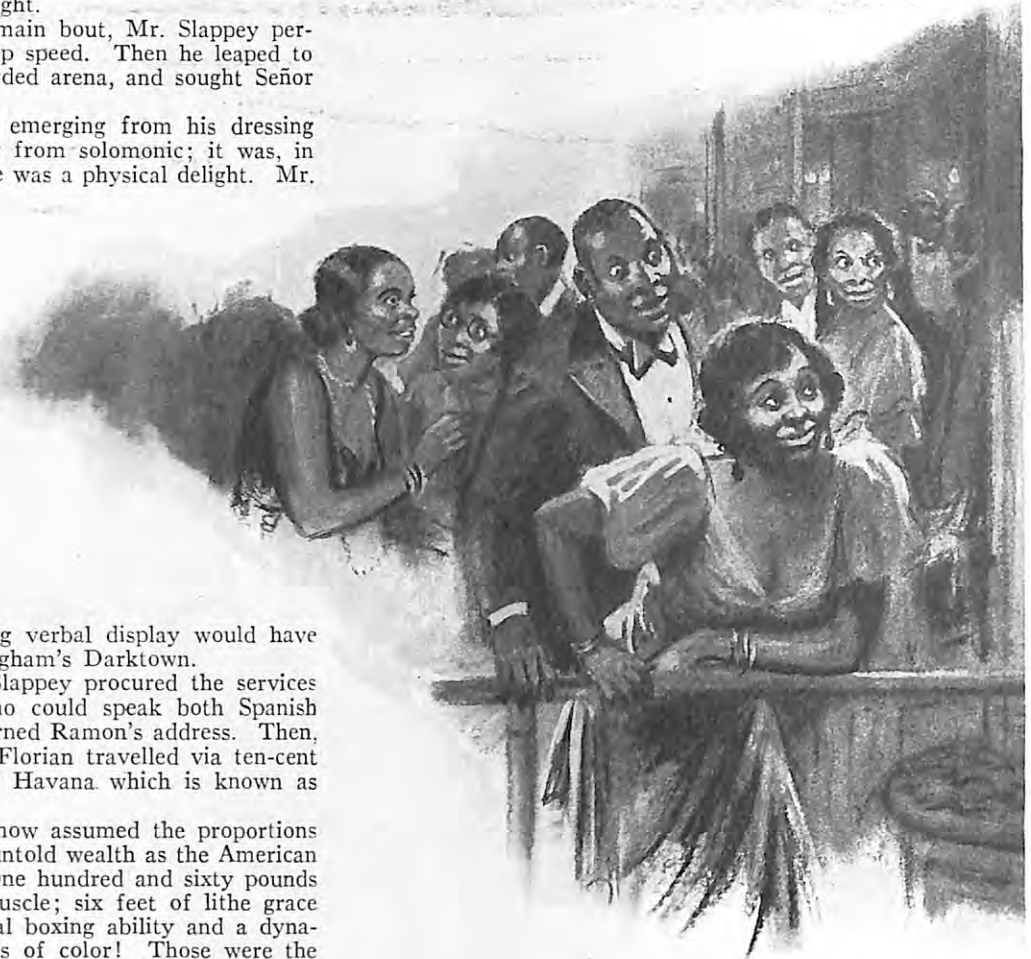 ght.
nain bout, Mr. Slappey per-
p speed. Then he leaped to
ded arena, and sought Señor
emerging from his dressing
from solomonic; it was, in
e was a physical delight. Mr.
g verbal display would have
gham's Darktown.
Slappey procured the services
no could speak both Spanish
rned Ramon's address. Then,
Florian travelled via ten-cent
Havana which is known as
now assumed the proportions
untold wealth as the American
ne hundred and sixty pounds
uscle; six feet of lithe grace
al boxing ability and a dyna-
s of color! Those were the